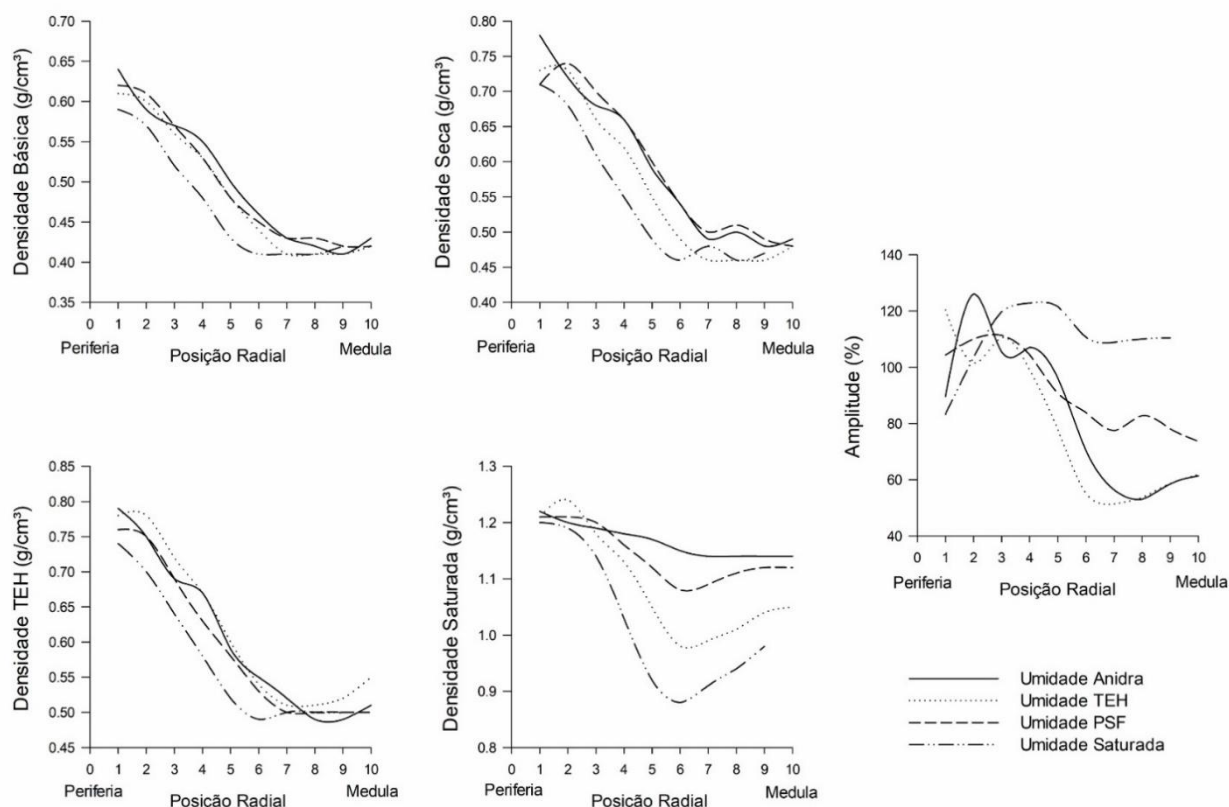 Densidade Básica (g/cm³)
0.70
0.65
0.60
0.55
0.50
0.45
0.40
0.35
0 1 2 3 4 5 6 7 8 9 10
Periferia Posição Radial Medula
Densidade Seca (g/cm³)
0.80
0.75
0.70
0.65
0.60
0.55
0.50
0.45
0.40
0 1 2 3 4 5 6 7 8 9 10
Periferia Posição Radial Medula
Amplitude (%)
140
120
100
80
60
40
0 1 2 3 4 5 6 7 8 9 10
Periferia Posição Radial Medula
Densidade TEH (g/cm³)
0.85
0.80
0.75
0.70
0.65
0.60
0.55
0.50
0.45
0 1 2 3 4 5 6 7 8 9 10
Periferia Posição Radial Medula
Densidade Saturada (g/cm³)
1.3
1.2
1.1
1.0
0.9
0.8
0 1 2 3 4 5 6 7 8 9 10
Periferia Posição Radial Medula
Umidade Anidra
Umidade TEH
Umidade PSF
Umidade Saturada